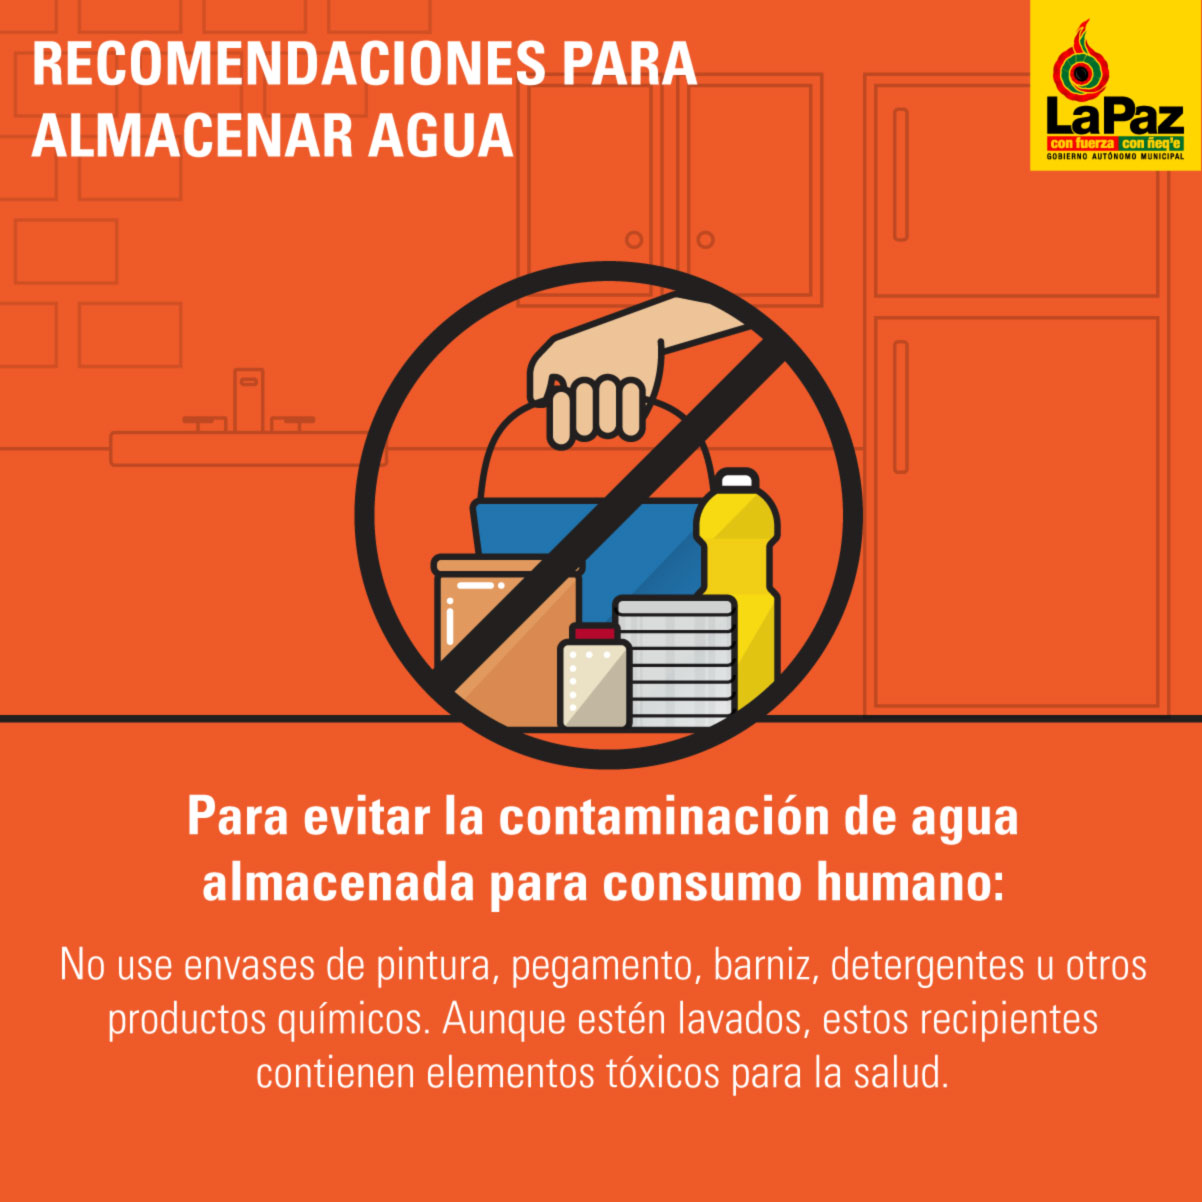 RECOMENDACIONES PARA
ALMACENAR AGUA
LaPaz
con fuerza con ñeq'e
GOBIERNO AUTÓNOMO MUNICIPAL
Para evitar la contaminación de agua
almacenada para consumo humano:
No use envases de pintura, pegamento, barniz, detergentes u otros
productos químicos. Aunque estén lavados, estos recipientes
contienen elementos tóxicos para la salud.